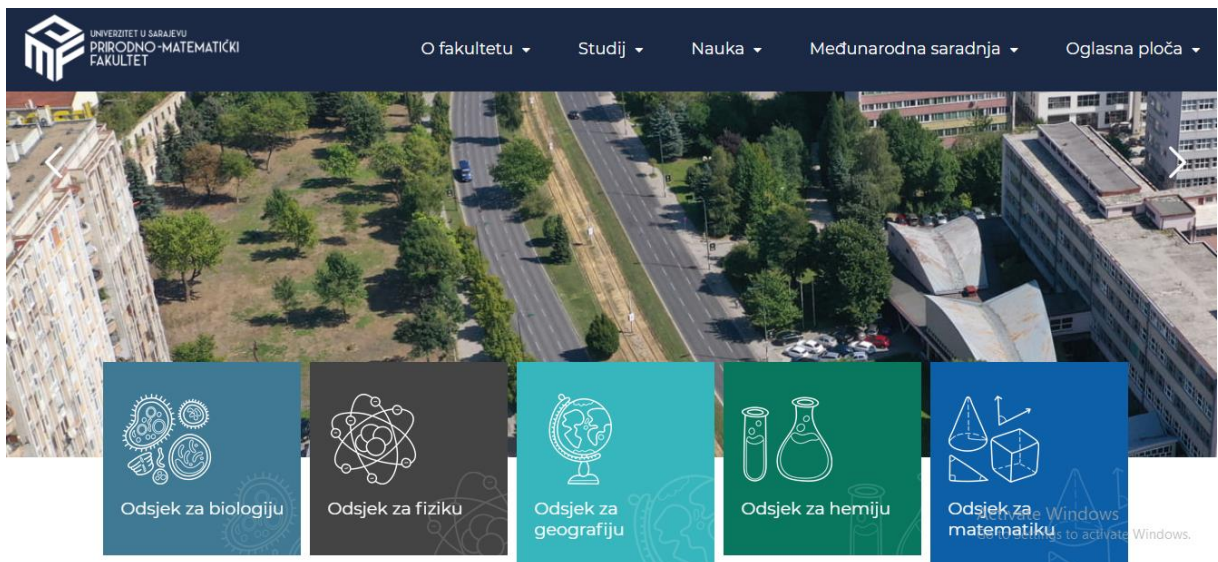 UNIVERZITET U SARAJEVU
PRIRODNO-MATEMATIČKI
FAKULTET
O fakultetu
Studij
Nauka
Međunarodna saradnja
Oglasna ploča
Odsjek za biologiju
Odsjek za fiziku
Odsjek za
geografiju
Odsjek za hemiju
Odsjek za
matematiku
Activate Windows
Go to Settings to activate Windows.